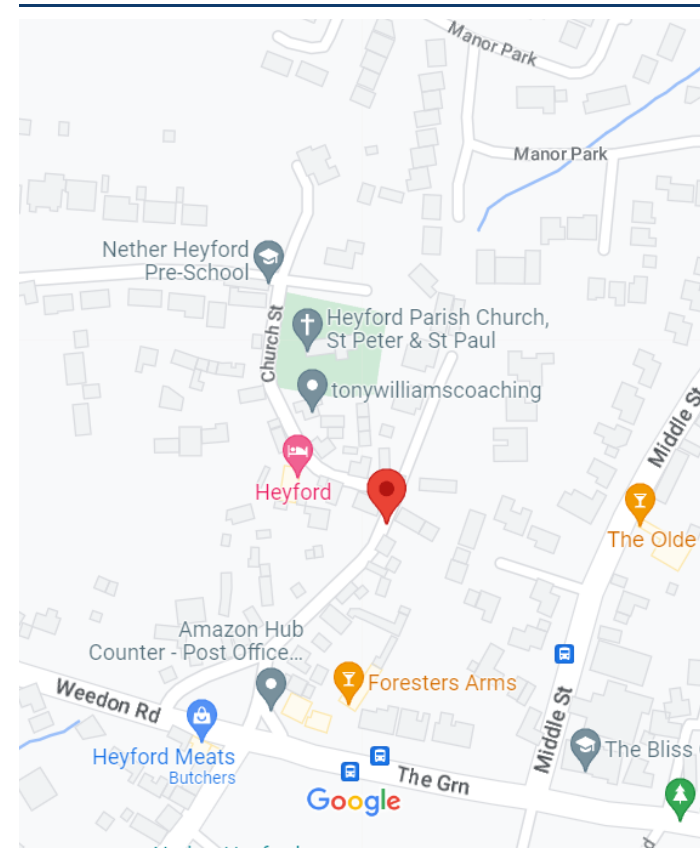 Manor Park
Manor Park
Nether Heyford
Pre-School
Church St
Heyford Parish Church,
St Peter & St Paul
tonywilliamscoaching
Middle St
Heyford
The Olde
Amazon Hub
Counter - Post Office...
Foresters Arms
Weedon Rd
Middle St
Heyford Meats
Butchers
The Bliss
The Grn
Google